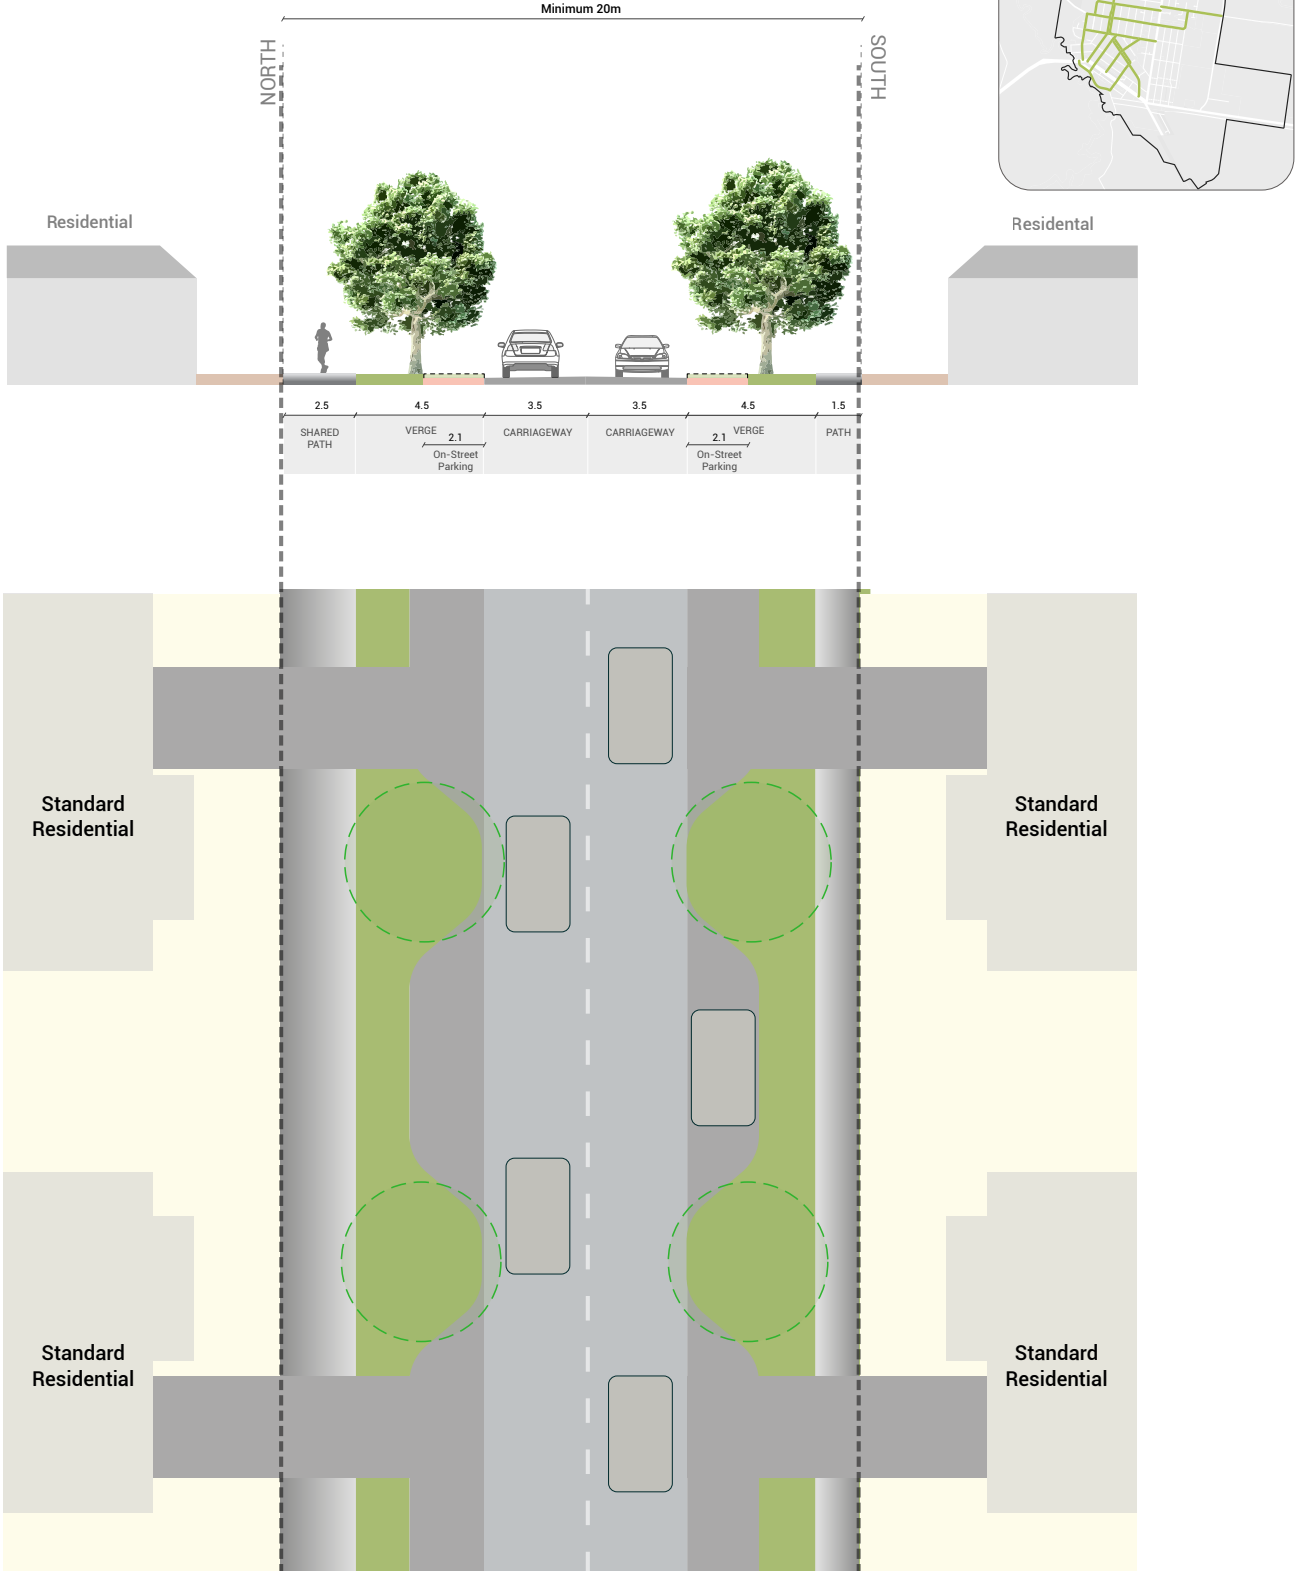 Minimum 20m
NORTH
SOUTH
Residential
Residental
2.5
4.5
3.5
3.5
4.5
1.5
SHARED
PATH
VERGE
2.1
On-Street
Parking
CARRIAGEWAY
CARRIAGEWAY
VERGE
2.1
On-Street
Parking
PATH
Standard
Residential
Standard
Residential
Standard
Residential
Standard
Residential